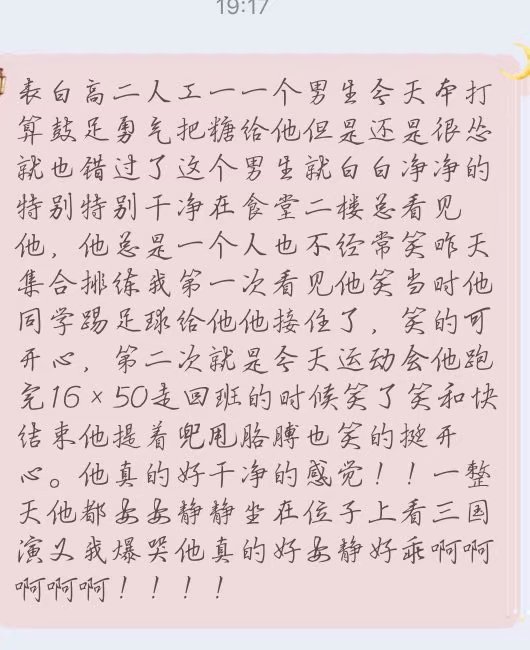 19:17
表白高二人工一一个男生今天本打
算鼓足勇气把糖给他但是还是很怂
就也错过了这个男生就白白净净的
特别特别干净在食堂二楼总看见
他，他总是一个人也不经常笑昨天
集合排练我第一次看见他笑当时他
同学踢足球给他他接住了，笑的可
开心，第二次就是今天运动会他跑
完16×50走回班的时候笑了笑和快
结束他提着兜甩胳膊也笑的挺开
心。他真的好干净的感觉！！一整
天他都安安静静坐在位子上看三国
演义我爆哭他真的好安静好乖啊啊
啊啊啊！！！！